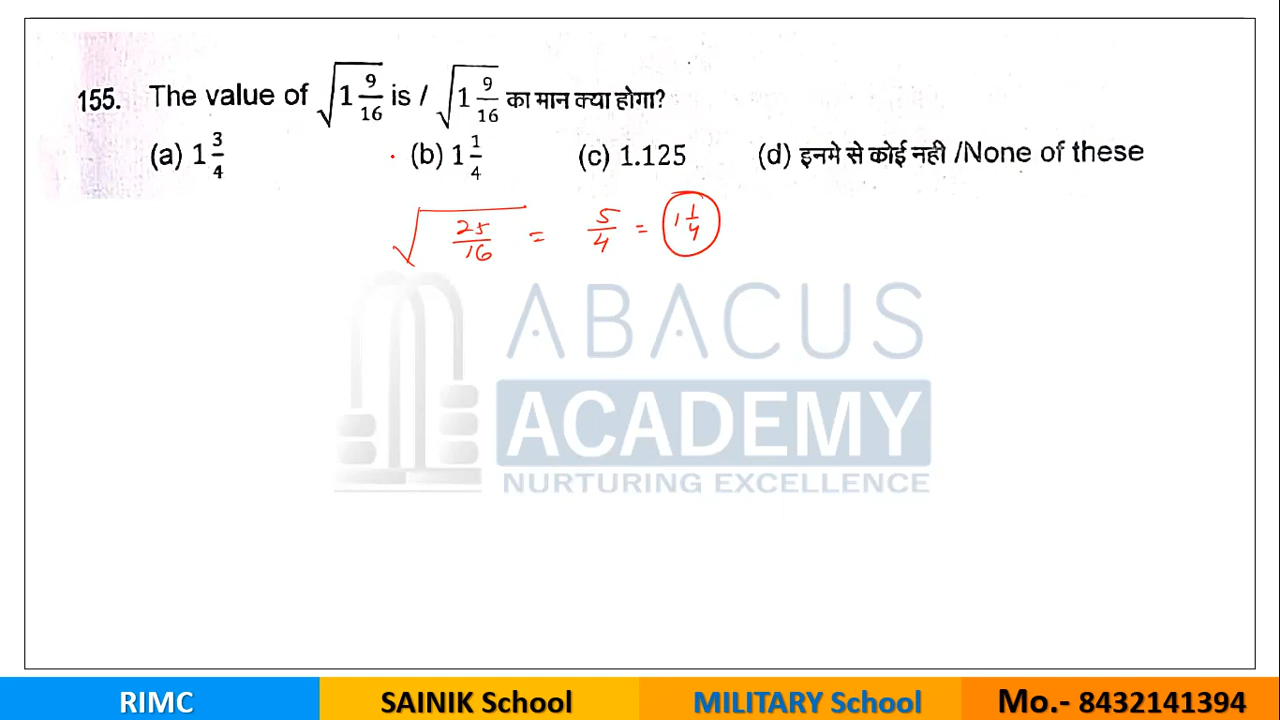 155. The value of √1 9/16 is / √1 9/16 का मान क्या होगा?
(a) 1 3/4 (b) 1 1/4 (c) 1.125 (d) इनमे से कोई नही /None of these
√25/16 = 5/4 = 1 1/4
ABACUS
ACADEMY
NURTURING EXCELLENCE
RIMC SAINIK School MILITARY School Mo.- 8432141394